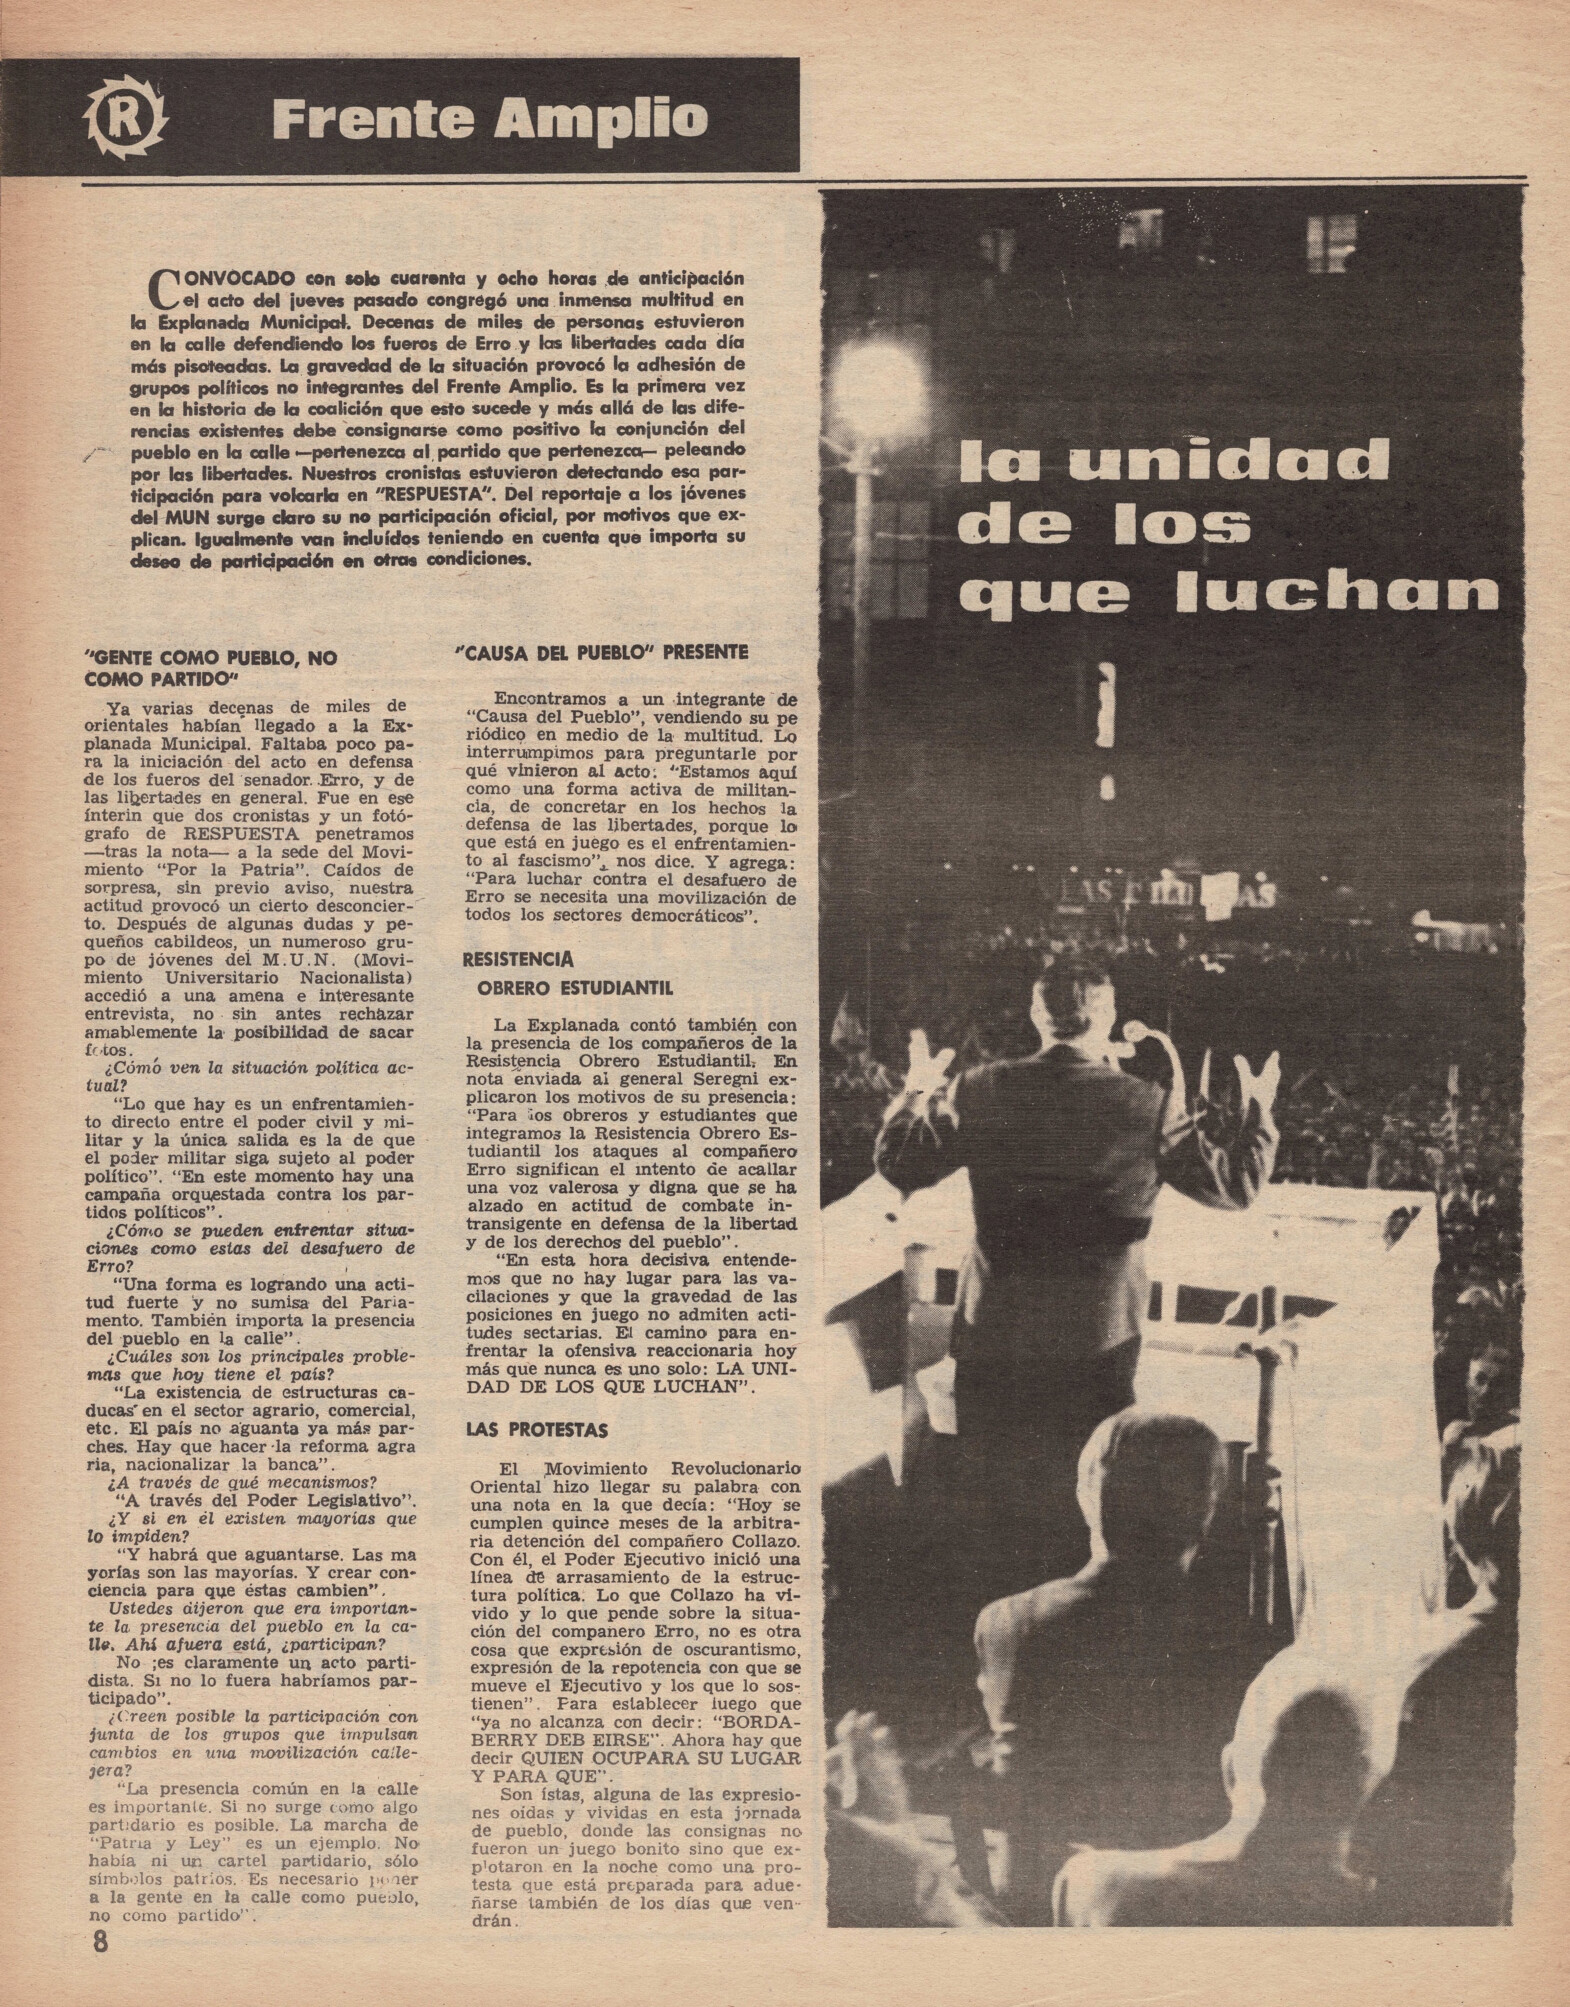 R
Frente Amplio
CONVOCADO con solo cuarenta y ocho horas de anticipación
el acto del jueves pasado congregó una inmensa multitud en
la Explanada Municipal. Decenas de miles de personas estuvieron
en la calle defendiendo los fueros de Erro y las libertades cada día
más pisoteadas. La gravedad de la situación provocó la adhesión de
grupos políticos no integrantes del Frente Amplio. Es la primera vez
en la historia de la coalición que esto sucede y más allá de las dife-
rencias existentes debe consignarse como positivo la conjunción del
pueblo en la calle —pertenezca al partido que pertenezca— peleando
por las libertades. Nuestros cronistas estuvieron detectando esa par-
ticipación para volcarla en "RESPUESTA". Del reportaje a los jóvenes
del MUN surge claro su no participación oficial, por motivos que ex-
plican. Igualmente van incluídos teniendo en cuenta que importa su
deseo de participación en otras condiciones.
la unidad
de los
que luchan
"GENTE COMO PUEBLO, NO
COMO PARTIDO"
Ya varias decenas de miles de
orientales habían llegado a la Ex-
planada Municipal. Faltaba poco pa-
ra la iniciación del acto en defensa
de los fueros del senador. Erro, y de
las libertades en general. Fue en ese
ínterin que dos cronistas y un fotó-
grafo de RESPUESTA penetramos
—tras la nota— a la sede del Movi-
miento "Por la Patria". Caídos de
sorpresa, sin previo aviso, nuestra
actitud provocó un cierto desconcier-
to. Después de algunas dudas y pe-
queños cabildeos, un numeroso gru-
po de jóvenes del M.U.N. (Movi-
miento Universitario Nacionalista)
accedió a una amena e interesante
entrevista, no sin antes rechazar
amablemente la posibilidad de sacar
fotos.
¿Cómo ven la situación política ac-
tual?
"Lo que hay es un enfrentamien-
to directo entre el poder civil y mi-
litar y la única salida es la de que
el poder militar siga sujeto al poder
político". "En este momento hay una
campaña orquestada contra los par-
tidos políticos".
¿Cómo se pueden enfrentar situa-
ciones como estas del desafuero de
Erro?
"Una forma es logrando una acti-
tud fuerte y no sumisa del Parla-
mento. También importa la presencia
del pueblo en la calle".
¿Cuáles son los principales proble-
mas que hoy tiene el país?
"La existencia de estructuras ca-
ducas en el sector agrario, comercial,
etc. El país no aguanta ya más par-
ches. Hay que hacer la reforma agra
ria, nacionalizar la banca".
¿A través de qué mecanismos?
"A través del Poder Legislativo".
¿Y si en él existen mayorías que
lo impiden?
"Y habrá que aguantarse. Las ma
yorías son las mayorías. Y crear con-
ciencia para que éstas cambien".
Ustedes dijeron que era importan-
te la presencia del pueblo en la ca-
lle. Ahí afuera está, ¿participan?
No ;es claramente un acto parti-
dista. Si no lo fuera habríamos par-
ticipado".
¿Creen posible la participación con
junta de los grupos que impulsan
cambios en una movilización calle-
jera?
"La presencia común en la calle
es importante. Si no surge como algo
partidario es posible. La marcha de
"Patria y Ley" es un ejemplo. No
había ni un cartel partidario, sólo
símbolos patrios. Es necesario poner
a la gente en la calle como pueblo,
no como partido".
8
"CAUSA DEL PUEBLO" PRESENTE
Encontramos a un integrante de
"Causa del Pueblo", vendiendo su pe
riódico en medio de la multitud. Lo
interrumpimos para preguntarle por
qué vinieron al acto: "Estamos aquí
como una forma activa de militan-
cia, de concretar en los hechos la
defensa de las libertades, porque lo
que está en juego es el enfrentamien-
to al fascismo", nos dice. Y agrega:
"Para luchar contra el desafuero de
Erro se necesita una movilización de
todos los sectores democráticos".
RESISTENCIA
OBRERO ESTUDIANTIL
La Explanada contó también con
la presencia de los compañeros de la
Resistencia Obrero Estudiantil. En
nota enviada al general Seregni ex-
plicaron los motivos de su presencia:
"Para los obreros y estudiantes que
integramos la Resistencia Obrero Es-
tudiantil los ataques al compañero
Erro significan el intento de acallar
una voz valerosa y digna que se ha
alzado en actitud de combate in-
transigente en defensa de la libertad
y de los derechos del pueblo".
"En esta hora decisiva entende-
mos que no hay lugar para las va-
cilaciones y que la gravedad de las
posiciones en juego no admiten acti-
tudes sectarias. El camino para en-
frentar la ofensiva reaccionaria hoy
más que nunca es uno solo: LA UNI-
DAD DE LOS QUE LUCHAN".
LAS PROTESTAS
El Movimiento Revolucionario
Oriental hizo llegar su palabra con
una nota en la que decía: "Hoy se
cumplen quince meses de la arbitra-
ria detención del compañero Collazo.
Con él, el Poder Ejecutivo inició una
línea de arrasamiento de la estruc-
tura política. Lo que Collazo ha vi-
vido y lo que pende sobre la situa-
ción del companero Erro, no es otra
cosa que expresión de oscurantismo,
expresión de la repotencia con que se
mueve el Ejecutivo y los que lo sos-
tienen". Para establecer luego que
"ya no alcanza con decir: "BORDA-
BERRY DEB EIRSE". Ahora hay que
decir QUIEN OCUPARA SU LUGAR
Y PARA QUE".
Son ístas, alguna de las expresio-
nes oídas y vividas en esta jornada
de pueblo, donde las consignas no
fueron un juego bonito sino que ex-
plotaron en la noche como una pro-
testa que está preparada para adue-
ñarse también de los días que ven-
drán.